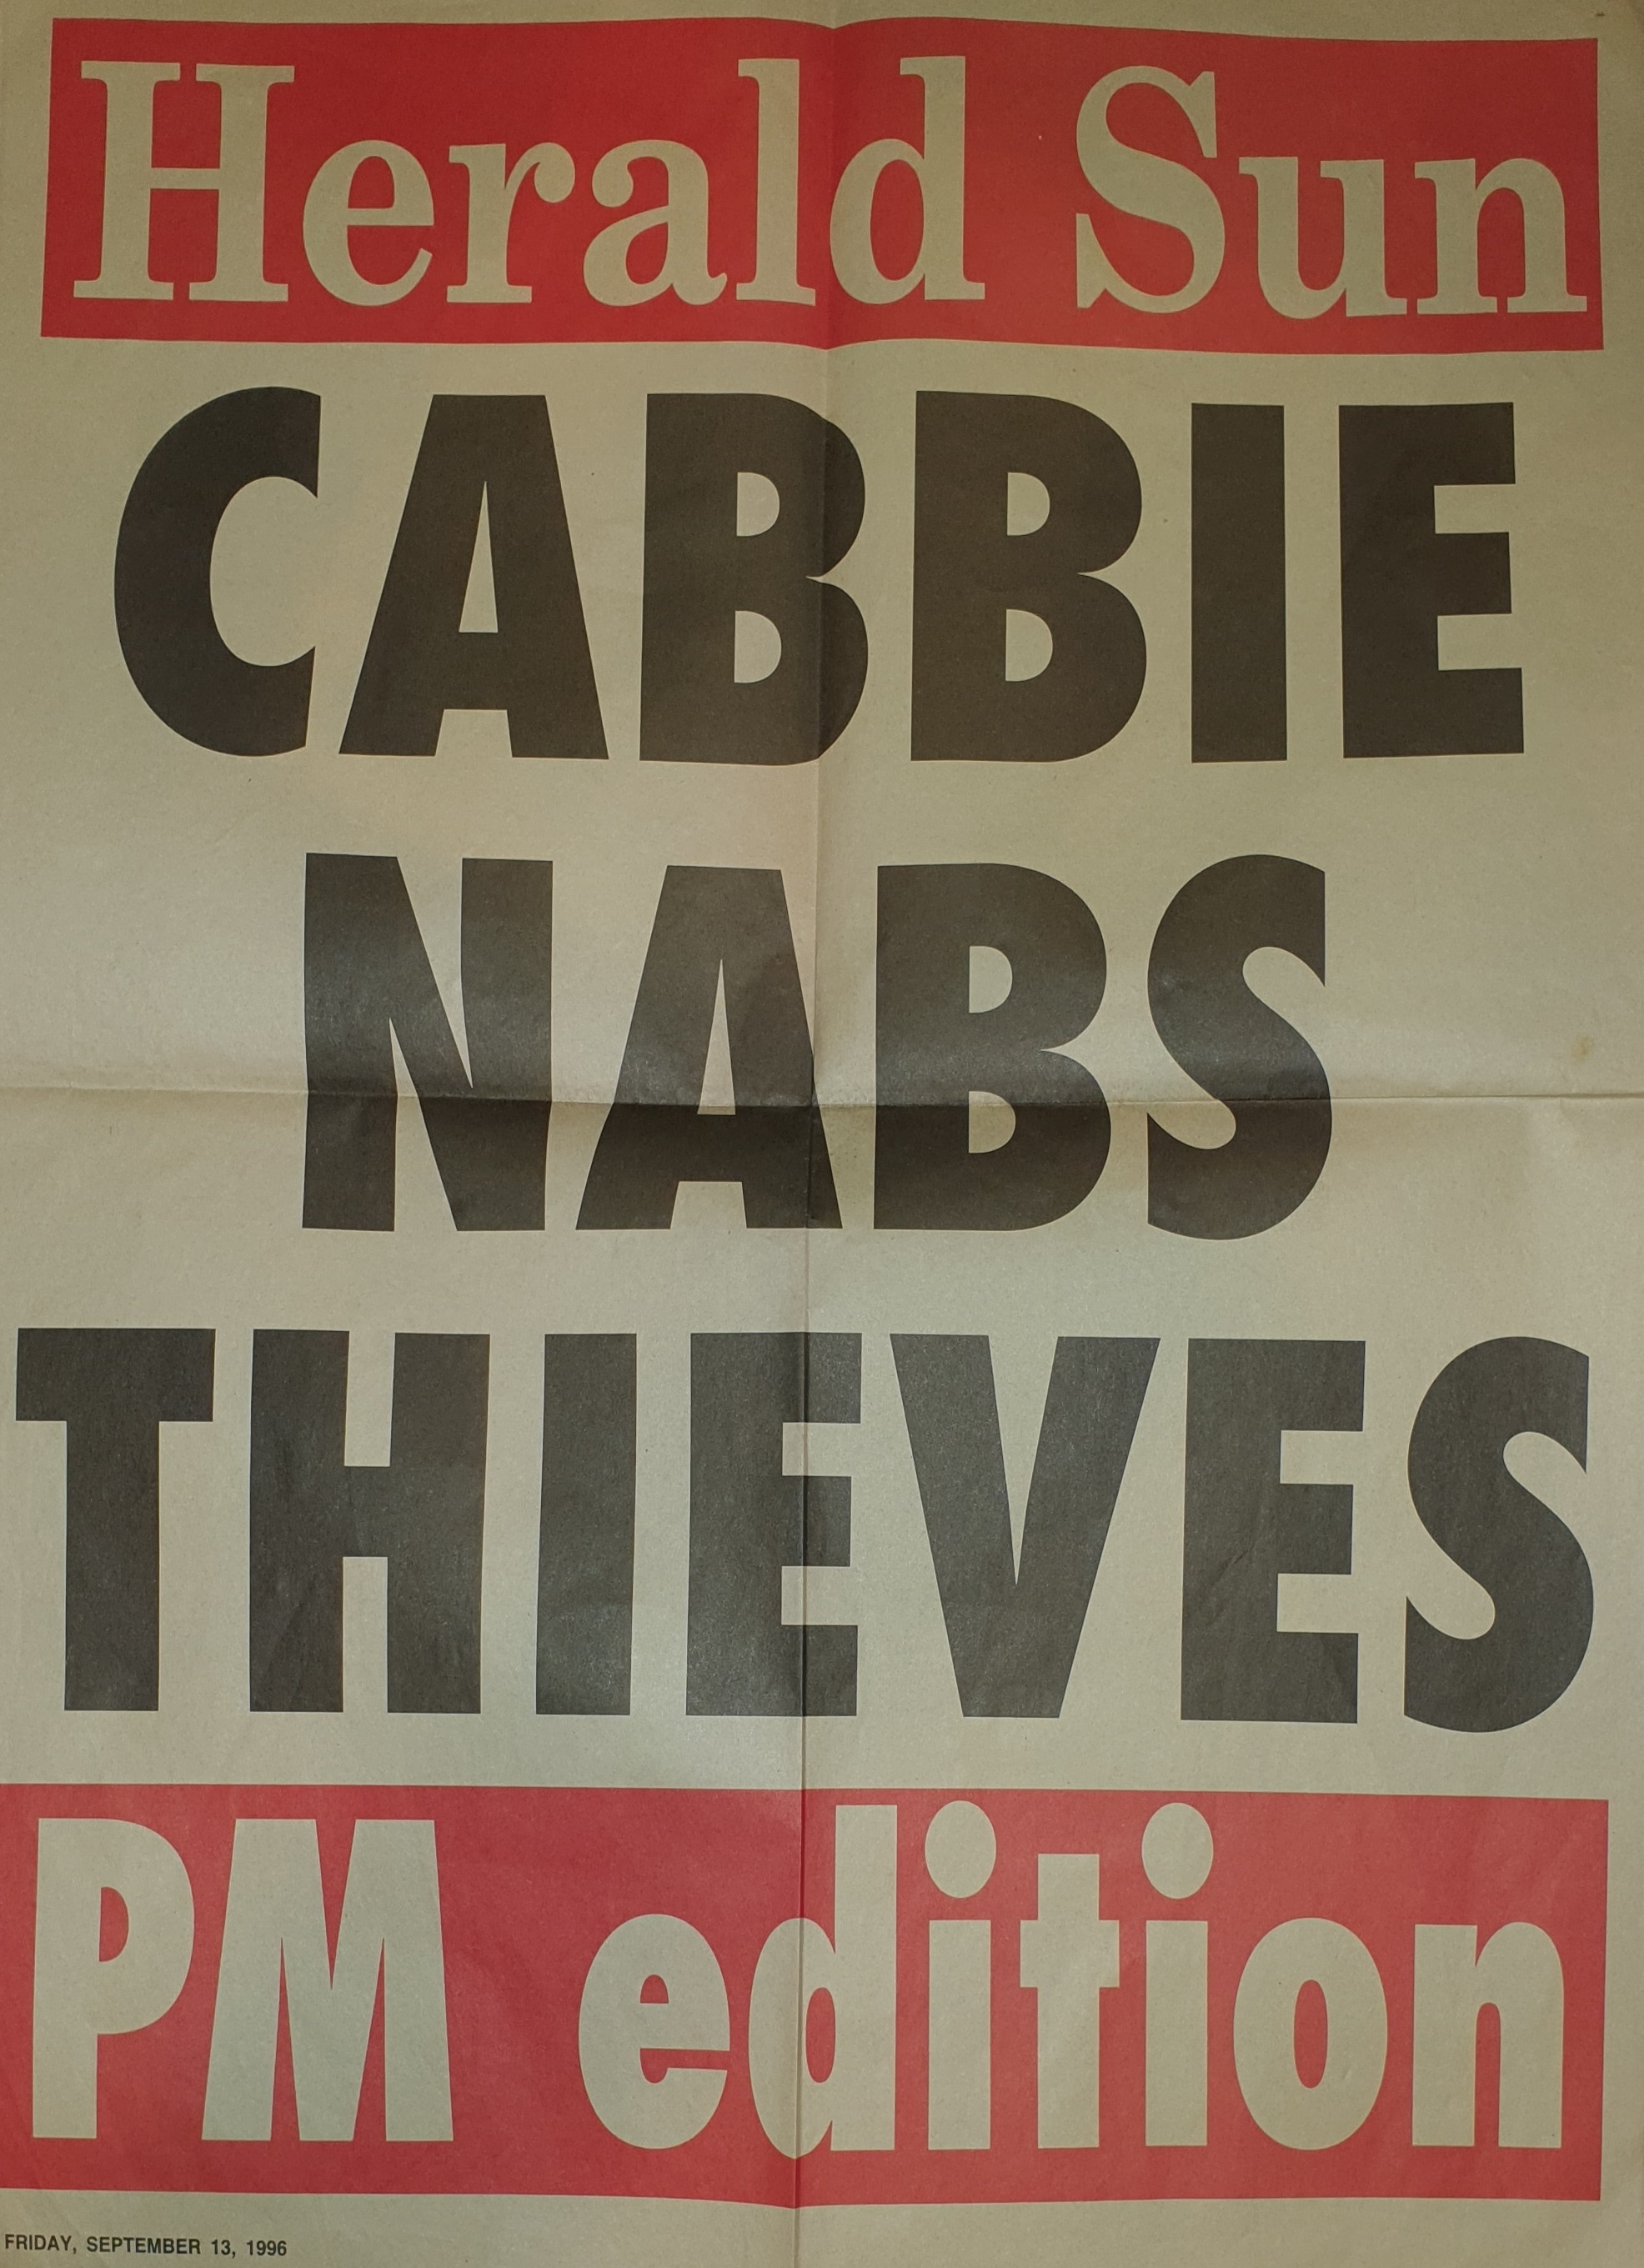 Herald Sun
CABBIE
NABS
THIEVES
PM edition
FRIDAY, SEPTEMBER 13, 1996